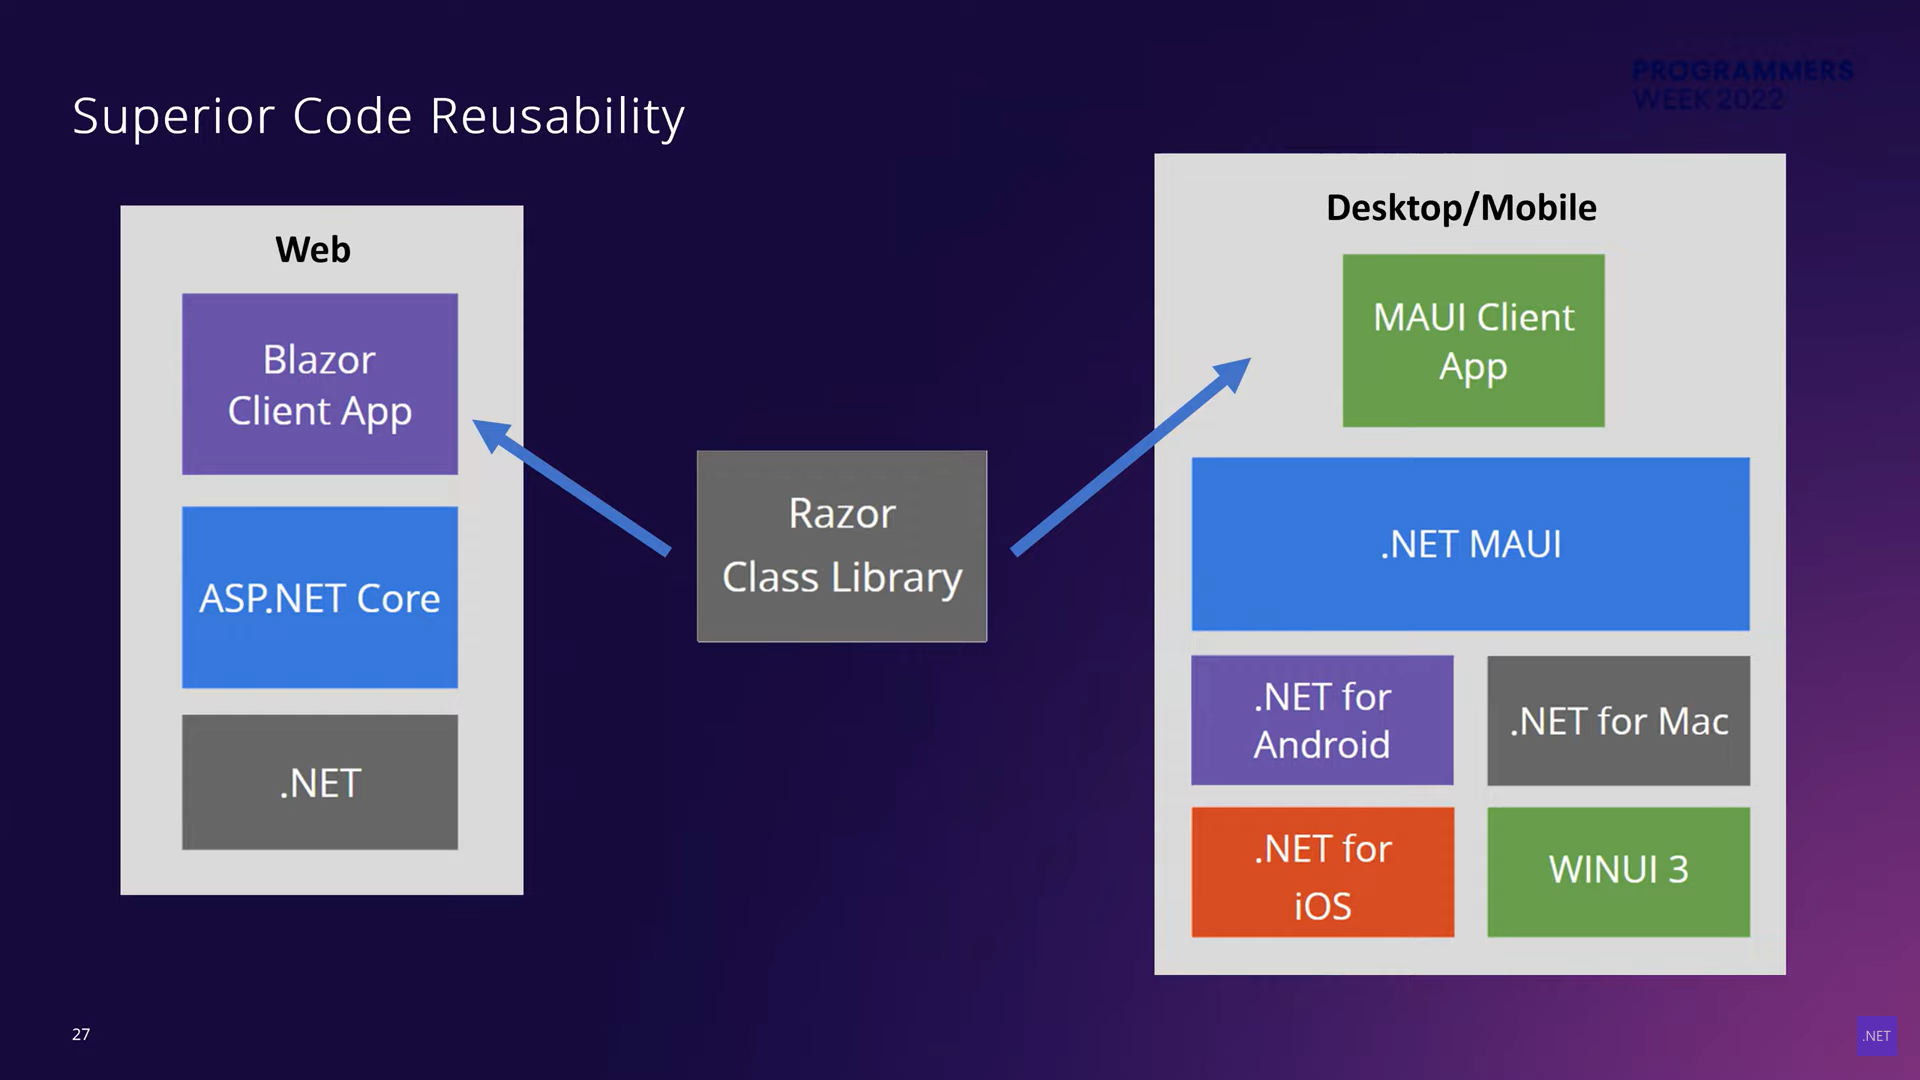 PROGRAMMERS
WEEK 2022
Superior Code Reusability
Web
Blazor
Client App
ASP.NET Core
.NET
Razor
Class Library
Desktop/Mobile
MAUI Client
App
.NET MAUI
.NET for
Android
.NET for Mac
.NET for
iOS
WINUI 3
27
.NET